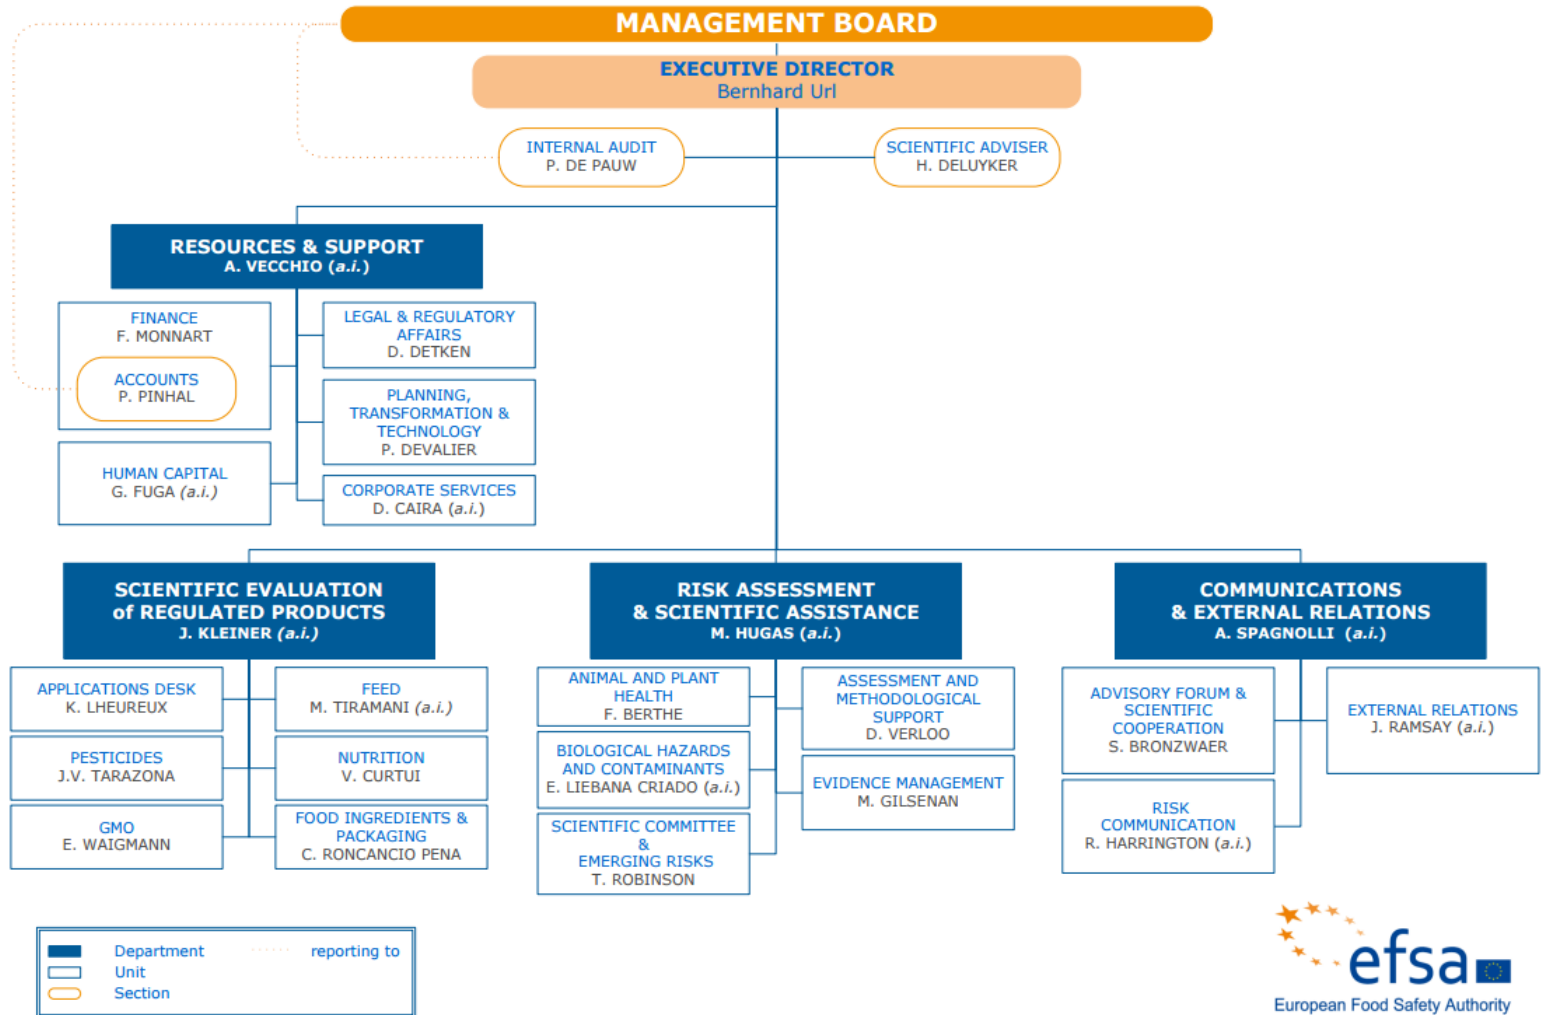 MANAGEMENT BOARD
EXECUTIVE DIRECTOR
Bernhard Url
INTERNAL AUDIT
P. DE PAUW
SCIENTIFIC ADVISER
H. DELUYKER
RESOURCES & SUPPORT
A. VECCHIO (a.i.)
FINANCE
F. MONNART
ACCOUNTS
P. PINHAL
HUMAN CAPITAL
G. FUGA (a.i.)
LEGAL & REGULATORY
AFFAIRS
D. DETKEN
PLANNING,
TRANSFORMATION &
TECHNOLOGY
P. DEVALIER
CORPORATE SERVICES
D. CAIRA (a.i.)
SCIENTIFIC EVALUATION
of REGULATED PRODUCTS
J. KLEINER (a.i.)
APPLICATIONS DESK
K. LHEUREUX
PESTICIDES
J.V. TARAZONA
GMO
E. WAIGMANN
FEED
M. TIRAMANI (a.i.)
NUTRITION
V. CURTUI
FOOD INGREDIENTS &
PACKAGING
C. RONCANCIO PENA
RISK ASSESSMENT
& SCIENTIFIC ASSISTANCE
M. HUGAS (a.i.)
ANIMAL AND PLANT
HEALTH
F. BERTHE
BIOLOGICAL HAZARDS
AND CONTAMINANTS
E. LIEBANA CRIADO (a.i.)
SCIENTIFIC COMMITTEE
&
EMERGING RISKS
T. ROBINSON
ASSESSMENT AND
METHODOLOGICAL
SUPPORT
D. VERLOO
EVIDENCE MANAGEMENT
M. GILSENAN
COMMUNICATIONS
& EXTERNAL RELATIONS
A. SPAGNOLLI (a.i.)
ADVISORY FORUM &
SCIENTIFIC
COOPERATION
S. BRONZWAER
RISK
COMMUNICATION
R. HARRINGTON (a.i.)
EXTERNAL RELATIONS
J. RAMSAY (a.i.)
Department
reporting to
Unit
Section
efsa
European Food Safety Authority